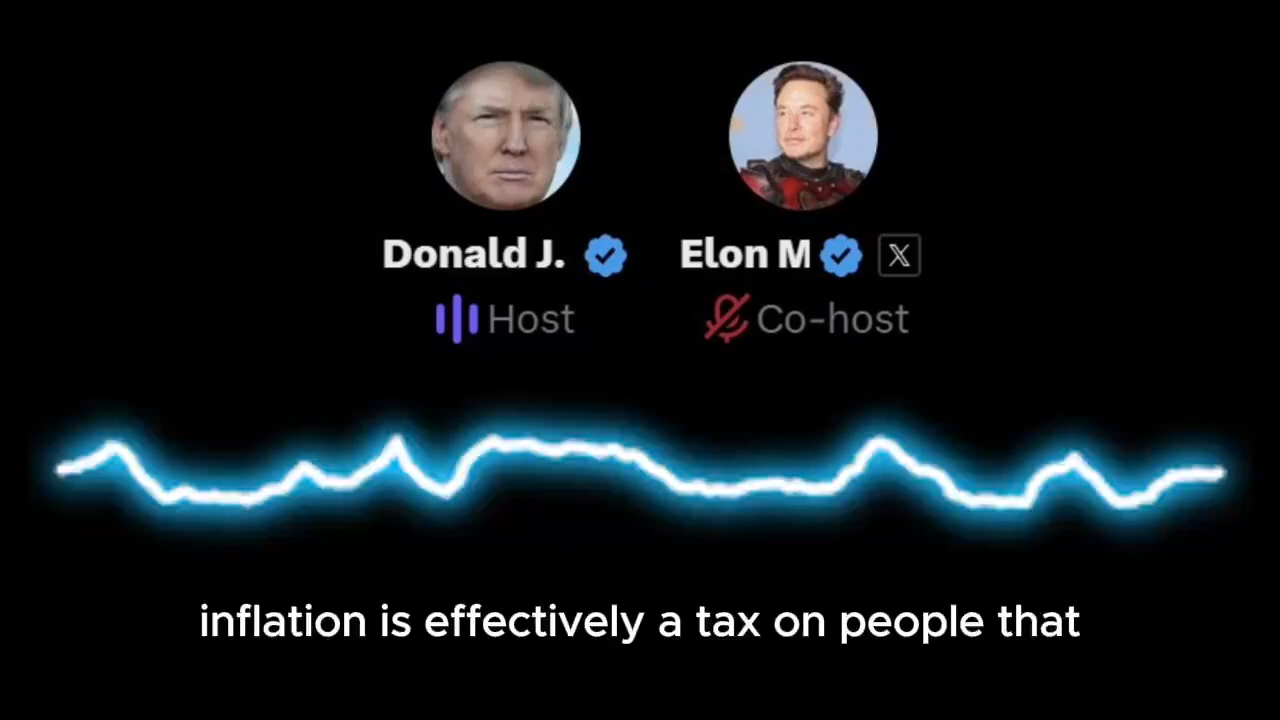 Donald J. Elon M X
Host Co-host
inflation is effectively a tax on people that